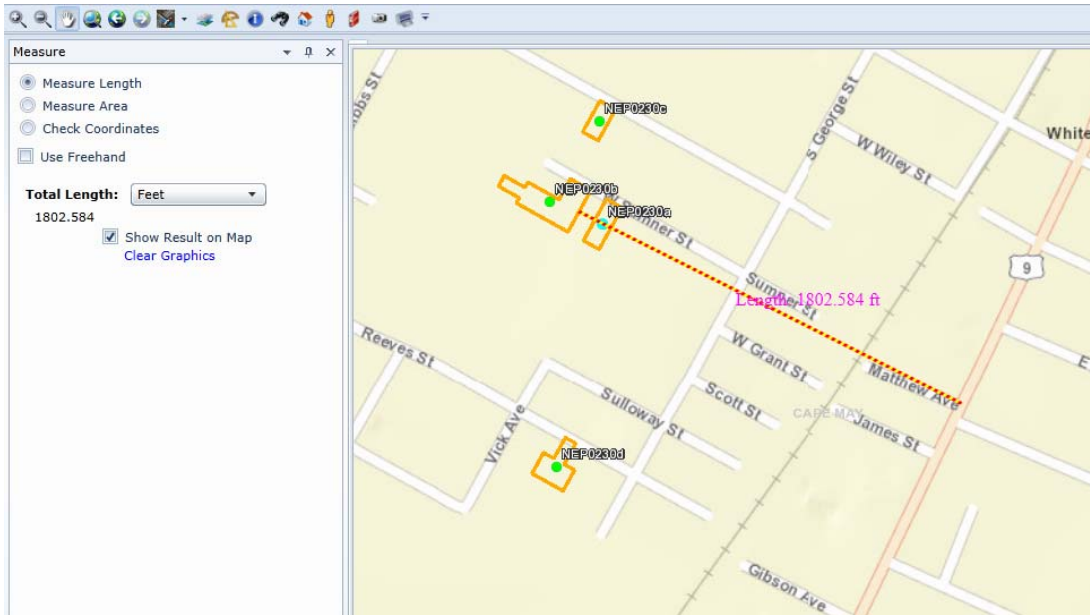 Measure
Measure Length
Measure Area
Check Coordinates
Use Freehand
Total Length: Feet
1802.584
Show Result on Map
Clear Graphics
NEP0230c
S George St
White
W Wiley St
NEP0230b
NEP0230a
Sumner St
9
Sumner St
Length: 1802.584 ft
Reeves St
W Grant St
Matthew Ave
Scott St
CAPE MAY
James St
E
Sulloway St
Vick Ave
NEP0230d
Gibson Ave